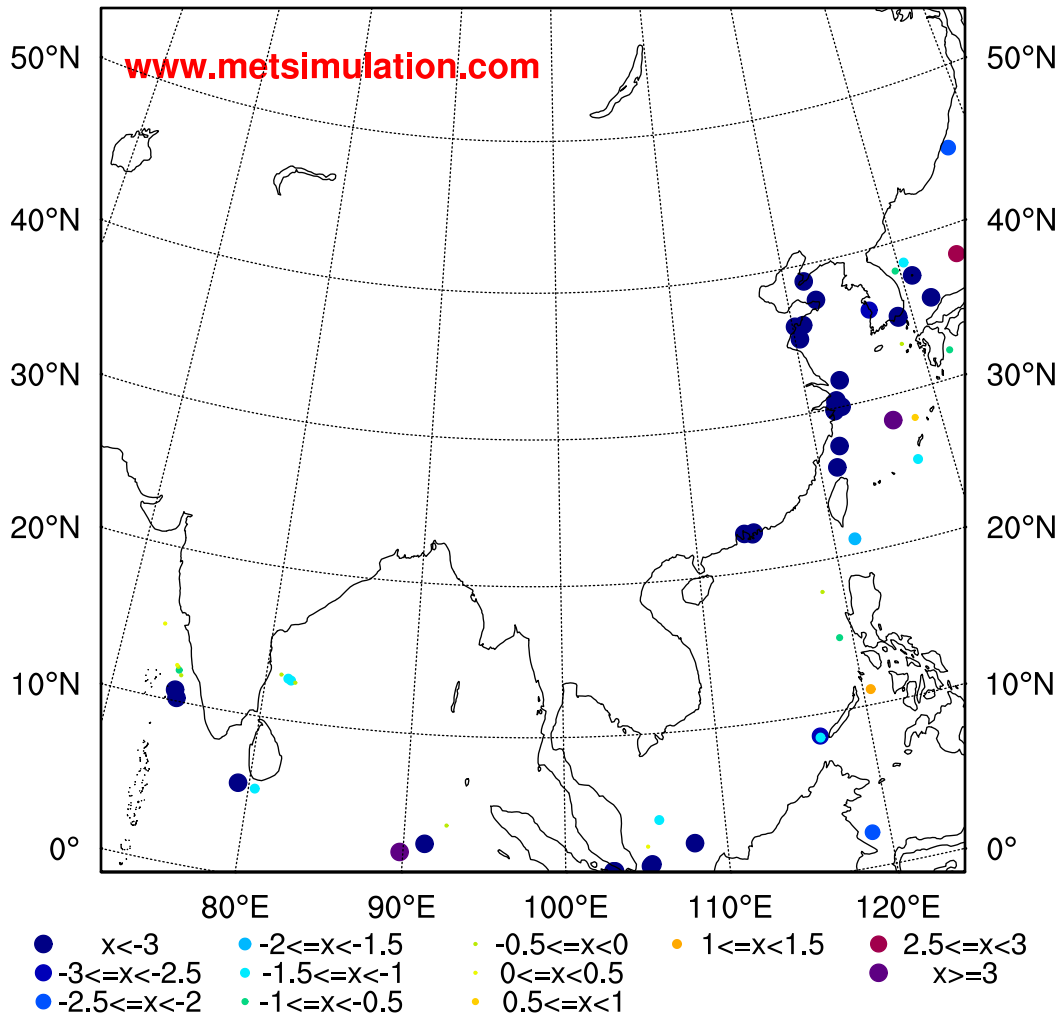 www.metsimulation.com
50°N 50°N
40°N 40°N
30°N 30°N
20°N 20°N
10°N 10°N
0° 0°
80°E 90°E 100°E 110°E 120°E
x<-3 -2<=x<-1.5 -0.5<=x<0 1<=x<1.5 2.5<=x<3
-3<=x<-2.5 -1.5<=x<-1 0<=x<0.5 x>=3
-2.5<=x<-2 -1<=x<-0.5 0.5<=x<1